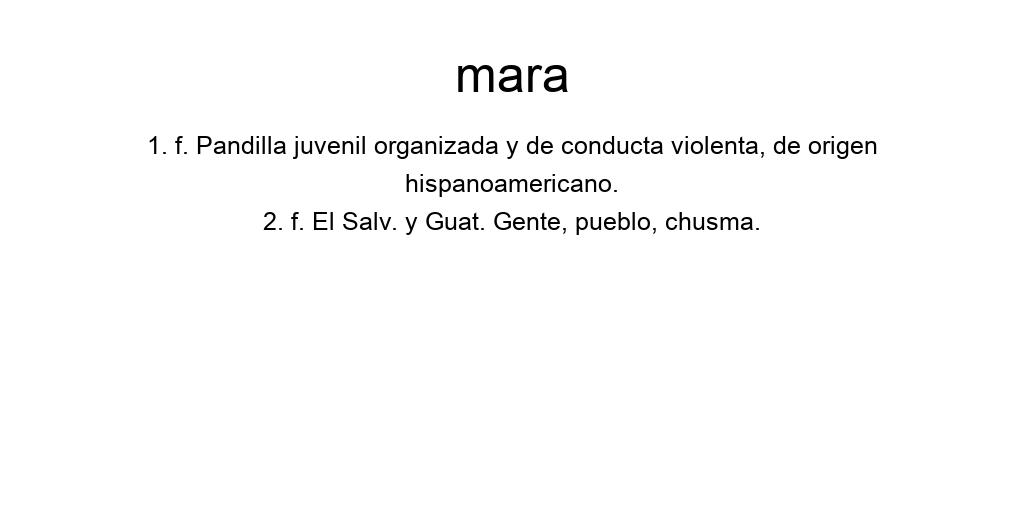 mara
1. f. Pandilla juvenil organizada y de conducta violenta, de origen
hispanoamericano.
2. f. El Salv. y Guat. Gente, pueblo, chusma.